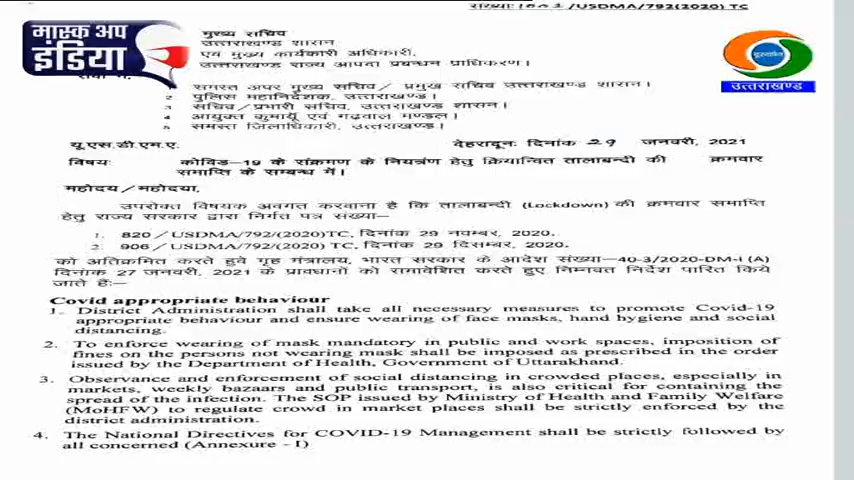 संख्या:1602/USDMA/792(2020) TC
मास्क अप
इंडिया
मुख्य सचिव
उत्तराखण्ड शासन
एवं मुख्य कार्यकारी अधिकारी,
उत्तराखण्ड राज्य आपदा प्रबन्धन प्राधिकरण।
दूरदर्शन
उत्तराखण्ड
सेवा में,
समस्त अपर मुख्य सचिव/ प्रमुख सचिव उत्तराखण्ड शासन।
2 पुलिस महानिदेशक, उत्तराखण्ड।
3 सचिव/प्रभारी सचिव, उत्तराखण्ड शासन।
4 आयुक्त कुमायूँ एवं गढ़वाल मण्डल।
5 समस्त जिलाधिकारी, उत्तराखण्ड।
यू.एस.डी.एम.ए. देहरादूनः दिनांक 29 जनवरी, 2021
विषयः कोविड-19 के संक्रमण के नियंत्रण हेतु क्रियान्वित तालाबन्दी की क्रमवार
समाप्ति के सम्बन्ध में।
महोदय/महोदया,
उपरोक्त विषयक अवगत करवाना है कि तालाबन्दी (Lockdown) की क्रमवार समाप्ति
हेतु राज्य सरकार द्वारा निर्गत पत्र संख्या—
1. 820/USDMA/792/(2020)TC, दिनांक 29 नवम्बर, 2020.
2. 906/USDMA/792/(2020) TC, दिनांक 29 दिसम्बर, 2020.
को अतिक्रमित करते हुवे गृह मंत्रालय, भारत सरकार के आदेश संख्या—40-3/2020-DM-I (A)
दिनांक 27 जनवरी, 2021 के प्रावधानों को समावेशित करते हुए निम्नवत निर्देश पारित किये
जाते हैः—
Covid appropriate behaviour
1. District Administration shall take all necessary measures to promote Covid-19
appropriate behaviour and ensure wearing of face masks, hand hygiene and social
distancing.
2. To enforce wearing of mask mandatory in public and work spaces, imposition of
fines on the persons not wearing mask shall be imposed as prescribed in the order
issued by the Department of Health, Government of Uttarakhand.
3. Observance and enforcement of social distancing in crowded places, especially in
markets, weekly bazaars and public transport, is also critical for containing the
spread of the infection. The SOP issued by Ministry of Health and Family Welfare
(MoHFW) to regulate crowd in market places shall be strictly enforced by the
district administration.
4. The National Directives for COVID-19 Management shall be strictly followed by
all concerned (Annexure - I)